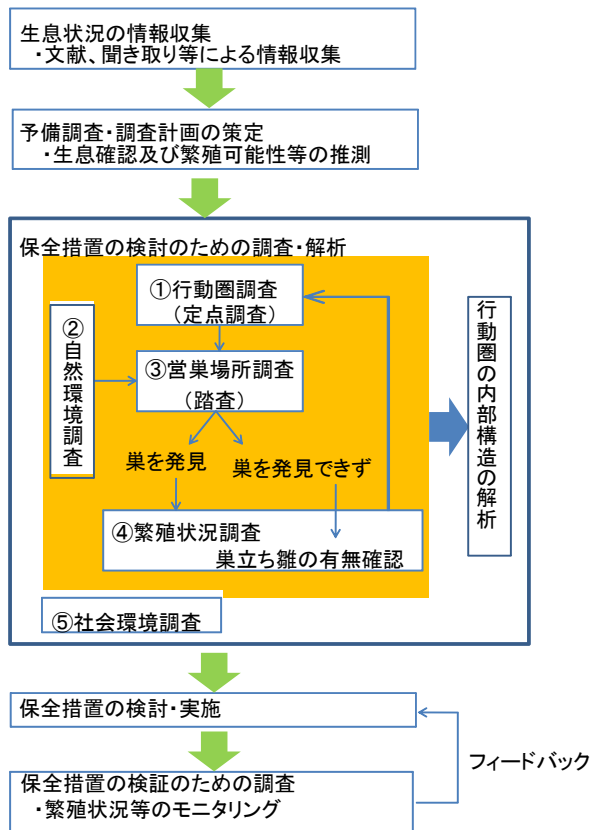 生息状況の情報収集
・文献、聞き取り等による情報収集
予備調査・調査計画の策定
・生息確認及び繁殖可能性等の推測
保全措置の検討のための調査・解析
①行動圏調査
（定点調査）
②自然環境調査
③営巣場所調査
（踏査）
巣を発見
巣を発見できず
④繁殖状況調査
巣立ち雛の有無確認
⑤社会環境調査
行動圏の内部構造の解析
保全措置の検討・実施
フィードバック
保全措置の検証のための調査
・繁殖状況等のモニタリング